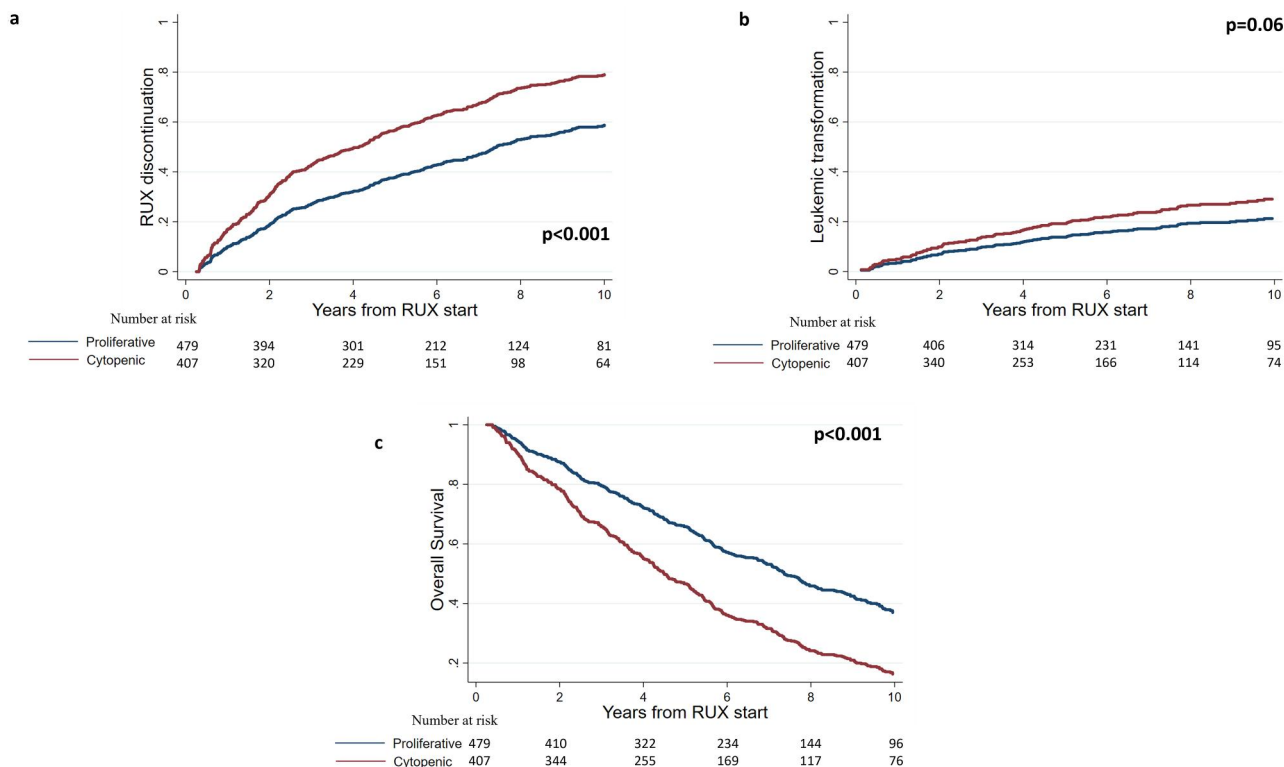 a
p<0.001
RUX discontinuation
1
.8
.6
.4
.2
0
0 2 4 6 8 10
Years from RUX start
Number at risk
Proliferative 479 394 301 212 124 81
Cytopenic 407 320 229 151 98 64
b
p=0.06
Leukemic transformation
1
.8
.6
.4
.2
0
0 2 4 6 8 10
Years from RUX start
Number at risk
Proliferative 479 406 314 231 141 95
Cytopenic 407 340 253 166 114 74
c
p<0.001
Overall Survival
1
.8
.6
.4
.2
0 2 4 6 8 10
Years from RUX start
Number at risk
Proliferative 479 410 322 234 144 96
Cytopenic 407 344 255 169 117 76